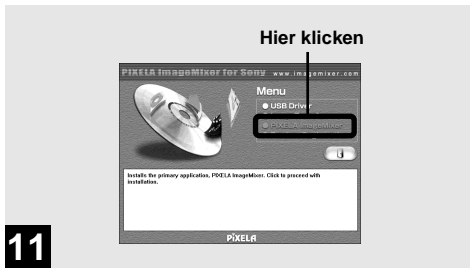 Hier klicken
PIXELA ImageMixer for Sony www.imagemixer.com
Menu
USB Driver
PIXELA ImageMixer
Installs the primary application, PIXELA ImageMixer. Click to proceed with
installation.
PIXELA
11